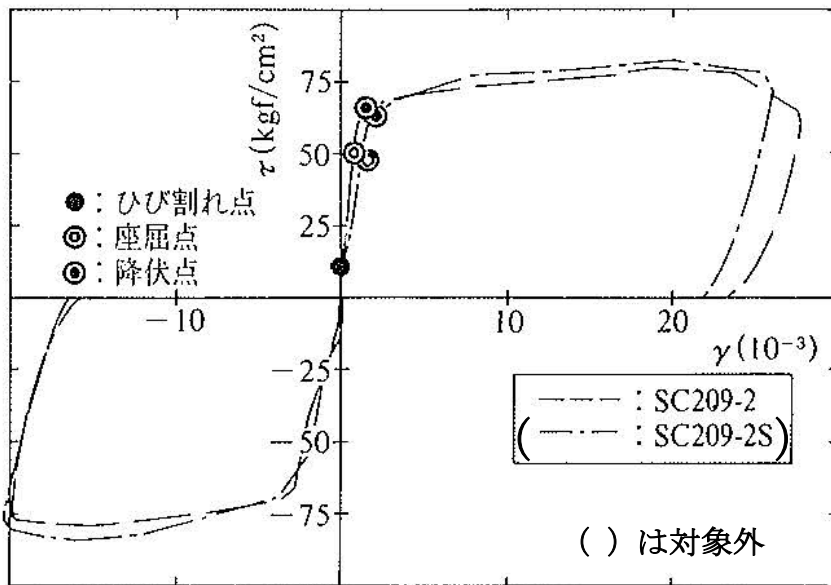 τ (kgf/cm²)
75
50
25
● : ひび割れ点
◎ : 座屈点
◉ : 降伏点
−10
10
20
γ (10⁻³)
−25
−50
−75
: SC209-2
( : SC209-2S )
( ) は対象外